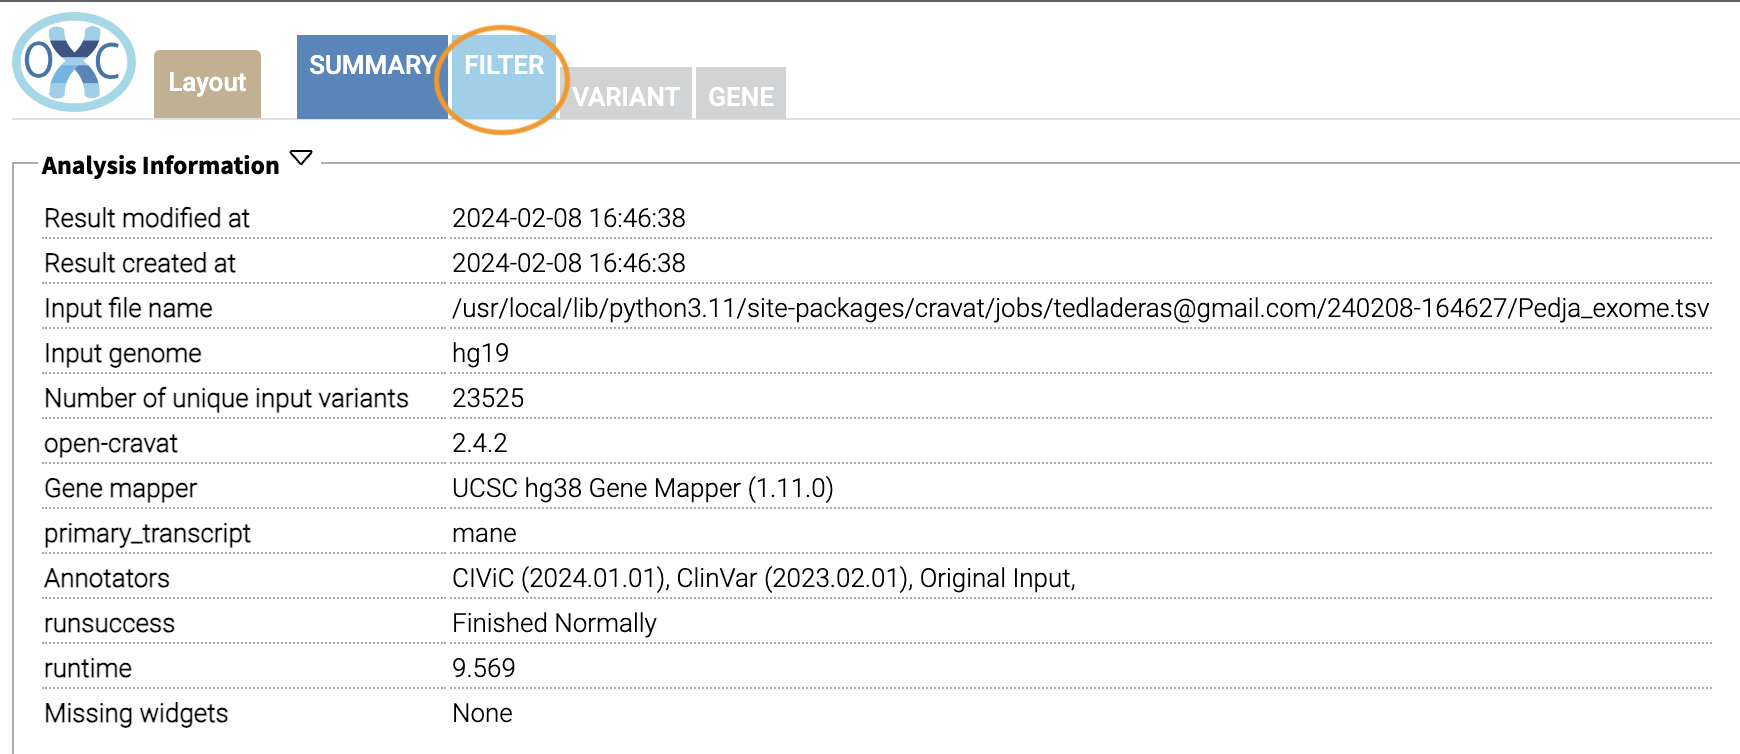 OXC
Layout
SUMMARY
FILTER
VARIANT
GENE
Analysis Information
Result modified at 2024-02-08 16:46:38
Result created at 2024-02-08 16:46:38
Input file name /usr/local/lib/python3.11/site-packages/cravat/jobs/tedladeras@gmail.com/240208-164627/Pedja_exome.tsv
Input genome hg19
Number of unique input variants 23525
open-cravat 2.4.2
Gene mapper UCSC hg38 Gene Mapper (1.11.0)
primary_transcript mane
Annotators CIViC (2024.01.01), ClinVar (2023.02.01), Original Input,
runsuccess Finished Normally
runtime 9.569
Missing widgets None